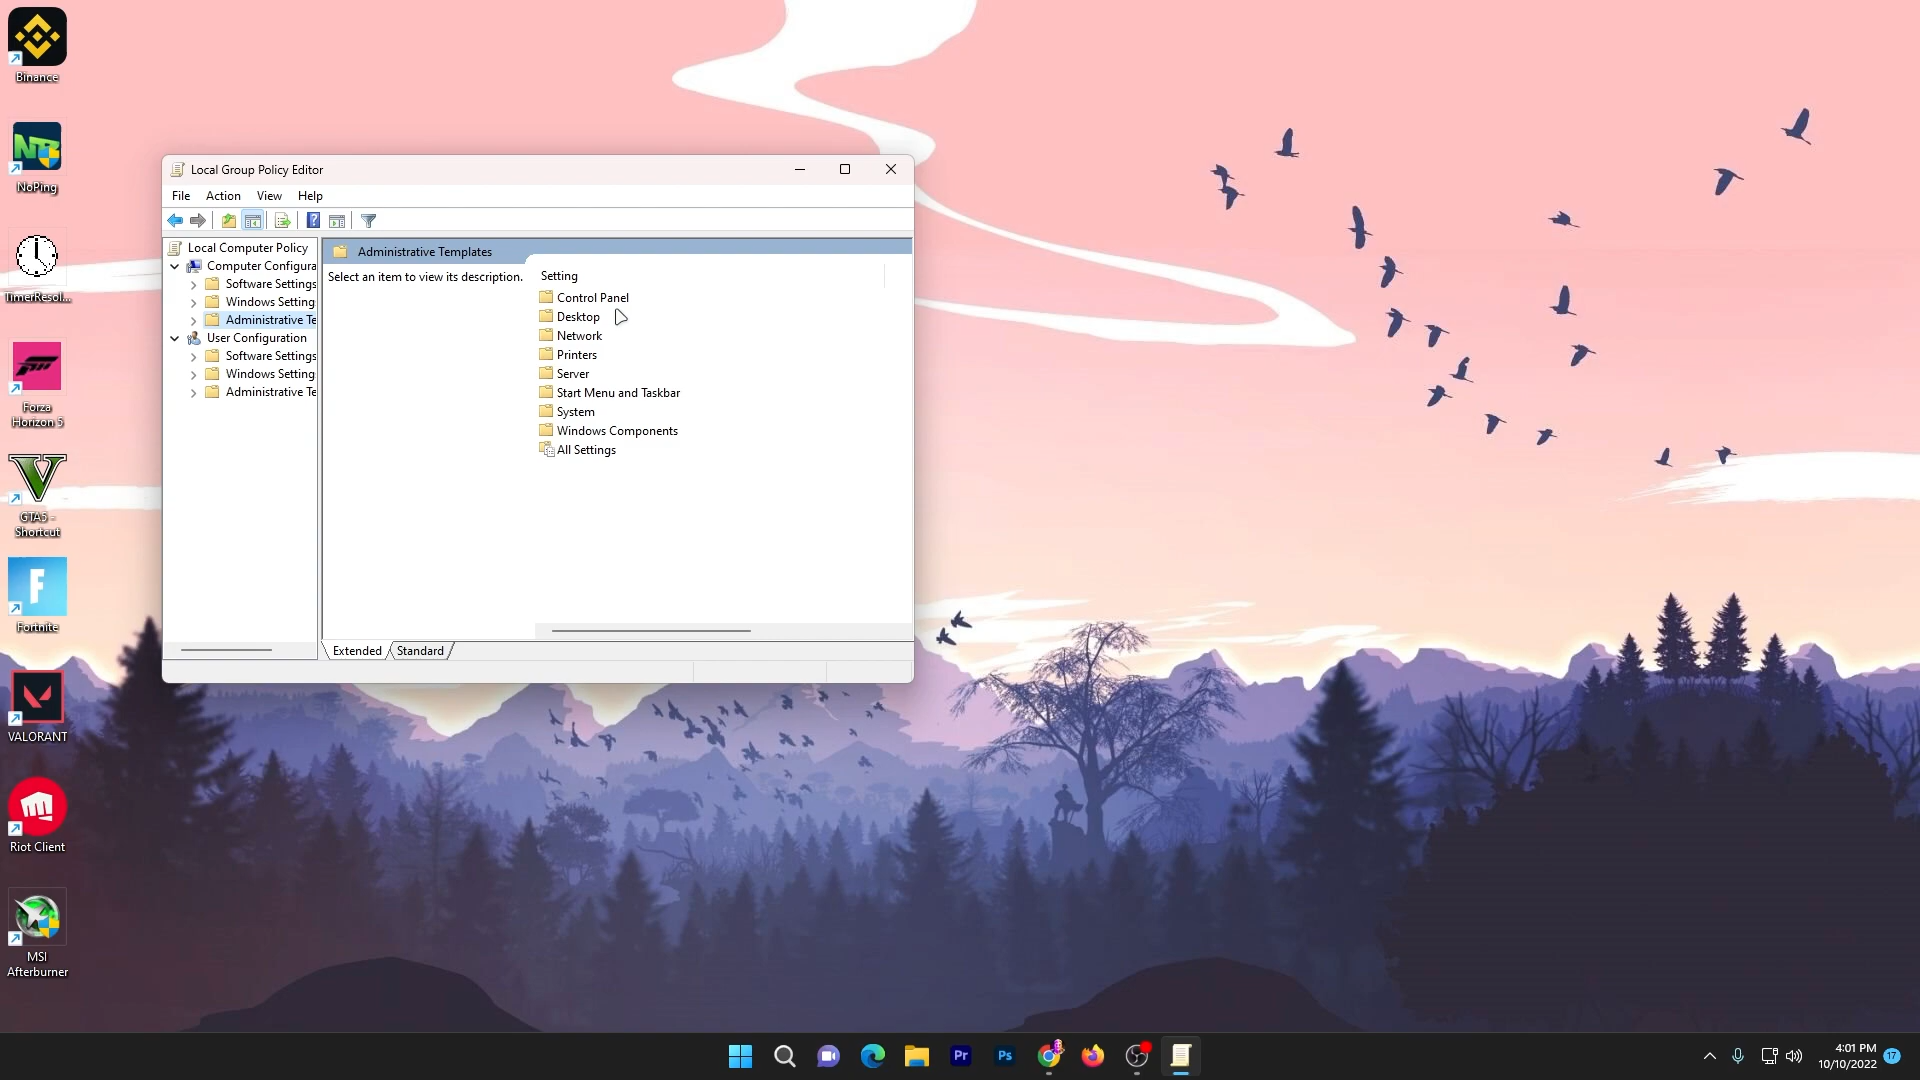 Binance
NoPing
TimerResol...
Forza
Horizon 5
GTA5 -
Shortcut
Fortnite
VALORANT
Riot Client
MSI
Afterburner
Local Group Policy Editor
File Action View Help
Local Computer Policy
Computer Configura
Software Settings
Windows Setting
Administrative Te
User Configuration
Software Settings
Windows Setting
Administrative Te
Administrative Templates
Select an item to view its description.
Setting
Control Panel
Desktop
Network
Printers
Server
Start Menu and Taskbar
System
Windows Components
All Settings
Extended Standard
Pr
Ps
4:01 PM
10/10/2022
17